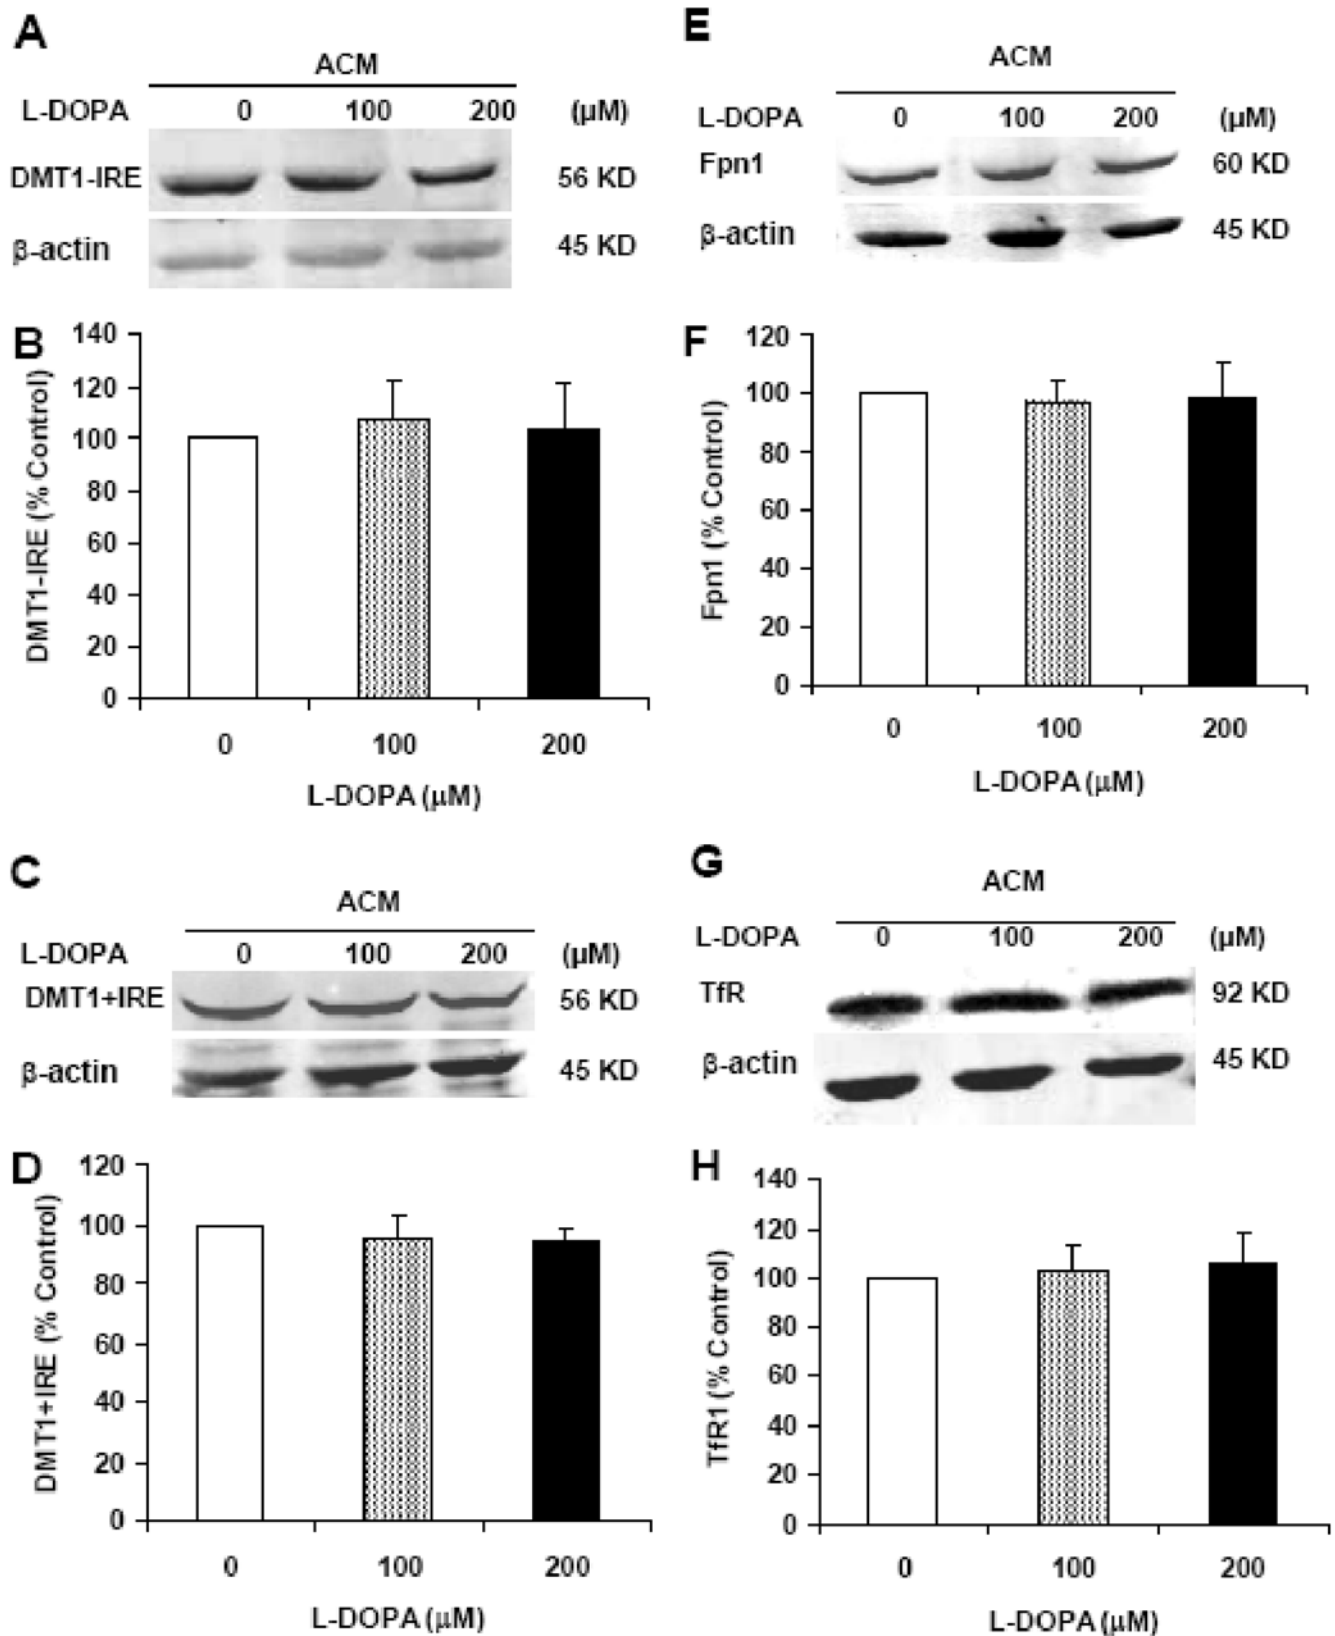 A
ACM
L-DOPA 0 100 200 (μM)
DMT1-IRE 56 KD
β-actin 45 KD
B
140
120
100
80
60
40
20
0
DMT1-IRE (% Control)
0 100 200
L-DOPA (μM)
C
ACM
L-DOPA 0 100 200 (μM)
DMT1+IRE 56 KD
β-actin 45 KD
D
120
100
80
60
40
20
0
DMT1+IRE (% Control)
0 100 200
L-DOPA (μM)
E
ACM
L-DOPA 0 100 200 (μM)
Fpn1 60 KD
β-actin 45 KD
F
120
100
80
60
40
20
0
Fpn1 (% Control)
0 100 200
L-DOPA (μM)
G
ACM
L-DOPA 0 100 200 (μM)
TfR 92 KD
β-actin 45 KD
H
140
120
100
80
60
40
20
0
TfR1 (% Control)
0 100 200
L-DOPA (μM)